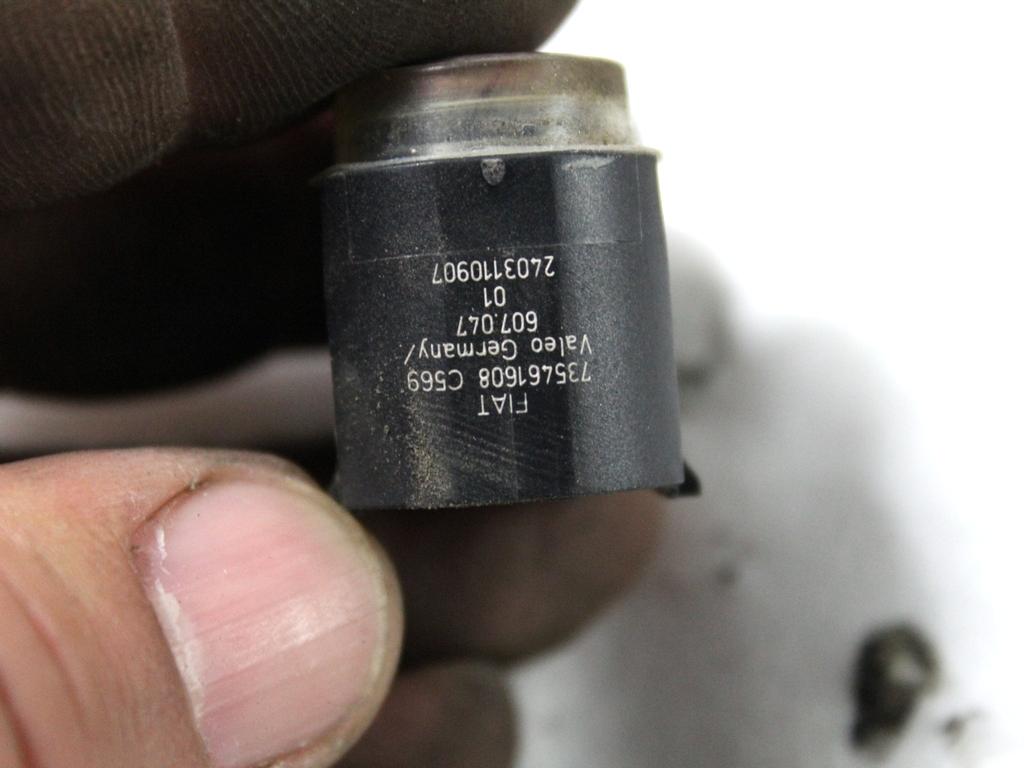 FIAT
735461608 C569
Valeo Germany/
607.047
01
2403110907